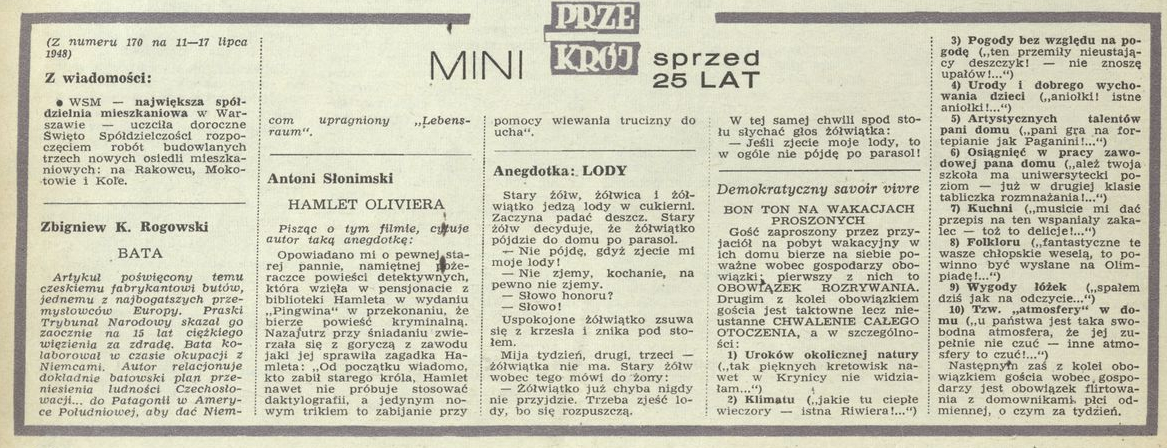 PRZE
KRÓJ
MINI
sprzed
25 LAT
(Z numeru 170 na 11—17 lipca
1948)
Z wiadomości:
● WSM — największa spół-
dzielnia mieszkaniowa w War-
szawie — uczciła doroczne
Święto Spółdzielczości rozpo-
częciem robót budowlanych
trzech nowych osiedli mieszka-
niowych: na Rakowcu, Moko-
towie i Kole.
Zbigniew K. Rogowski
BATA
Artykuł poświęcony temu
czeskiemu fabrykantowi butów,
jednemu z najbogatszych prze-
mysłowców Europy. Praski
Trybunał Narodowy skazał go
zaocznie na 15 lat ciężkiego
więzienia za zdradę. Bata ko-
laborował w czasie okupacji z
Niemcami. Autor relacjonuje
dokładnie batowski plan prze-
niesienia ludności Czechosło-
wacji... do Patagonii w Amery-
ce Południowej, aby dać Niem-
com upragniony „Lebens-
raum".
Antoni Słonimski
HAMLET OLIVIERA
Pisząc o tym filmie, cytuje
autor taką anegdotkę:
Opowiadano mi o pewnej sta-
rej pannie, namiętnej poże-
raczce powieści detektywnych,
która wzięła w pensjonacie z
biblioteki Hamleta w wydaniu
„Pingwina" w przekonaniu, że
bierze powieść kryminalną.
Nazajutrz przy śniadaniu zwie-
rzała się z goryczą z zawodu
jaki jej sprawiła zagadka Ha-
mleta: „Od początku wiadomo,
kto zabił starego króla, Hamlet
nawet nie próbuje stosować
daktylografii, a jedynym no-
wym trikiem to zabijanie przy
pomocy wlewania trucizny do
ucha".
Anegdotka: LODY
Stary żółw, żółwica i żół-
wiątko jedzą lody w cukierni.
Zaczyna padać deszcz. Stary
żółw decyduje, że żółwiątko
pójdzie do domu po parasol.
— Nie pójdę, gdyż zjecie mi
moje lody!
— Nie zjemy, kochanie, na
pewno nie zjemy.
— Słowo honoru?
— Słowo!
Uspokojone żółwiątko zsuwa
się z krzesła i znika pod sto-
łem.
Mija tydzień, drugi, trzeci —
żółwiątka nie ma. Stary żółw
wobec tego mówi do żony:
— Żółwiątko już chyba nigdy
nie przyjdzie. Trzeba zjeść lo-
dy, bo się rozpuszczą.
W tej samej chwili spod sto-
łu słychać głos żółwiątka:
— Jeśli zjecie moje lody, to
w ogóle nie pójdę po parasol!
Demokratyczny savoir vivre
BON TON NA WAKACJACH
PROSZONYCH
Gość zaproszony przez przy-
jaciół na pobyt wakacyjny w
ich domu bierze na siebie po-
ważne wobec gospodarzy obo-
wiązki; pierwszy z nich to
OBOWIĄZEK ROZRYWANIA.
Drugim z kolei obowiązkiem
gościa jest taktowne lecz nie-
ustanne CHWALENIE CAŁEGO
OTOCZENIA, a w szczególno-
ści:
1) Uroków okolicznej natury
(„tak pięknych kretowisk na-
wet w Krynicy nie widzia-
łam...")
2) Klimatu („jakie tu ciepłe
wieczory — istna Riwiera!...")
3) Pogody bez względu na po-
godę („ten przemiły nieustają-
cy deszczyk! — nie znoszę
upałów!...")
4) Urody i dobrego wycho-
wania dzieci („aniołki! istne
aniołki!...")
5) Artystycznych talentów
pani domu („pani gra na for-
tepianie jak Paganini!...")
6) Osiągnięć w pracy zawo-
dowej pana domu („ależ twoja
szkoła ma uniwersytecki po-
ziom — już w drugiej klasie
tabliczka rozmnażania!...")
7) Kuchni („musicie mi dać
przepis na ten wspaniały zaka-
lec — toż to delicje!...")
8) Folkloru („fantastyczne te
wasze chłopskie wesela, to po-
winno być wysłane na Olim-
piadę!...")
9) Wygody łóżek („spałem
dziś jak na odczycie...")
10) Tzw. „atmosfery" w do-
mu („u państwa jest taka swo-
bodna atmosfera, że jej zu-
pełnie nie czuć — inne atmo-
sfery to czuć!...")
Następnym zaś z kolei obo-
wiązkiem gościa wobec gospo-
darzy jest obowiązek flirtowa-
nia z domownikami płci od-
miennej, o czym za tydzień.